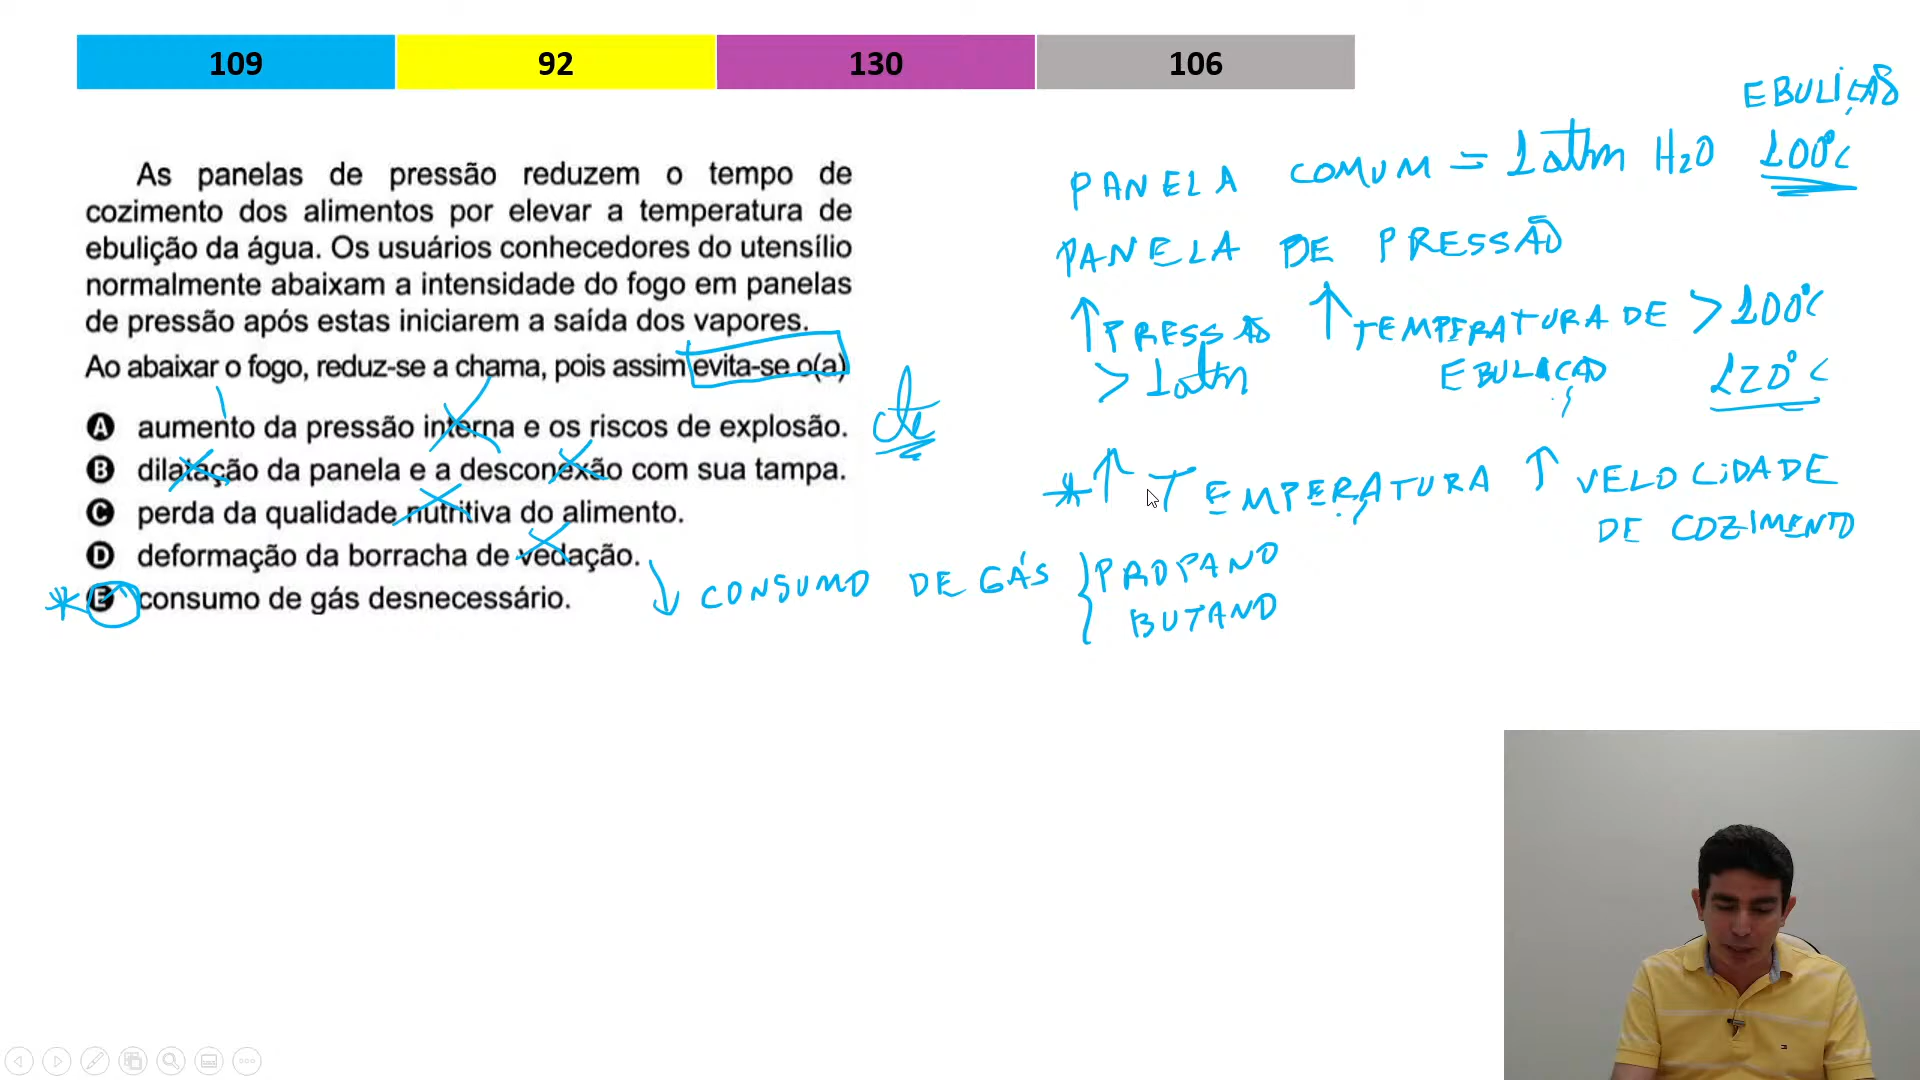 109 92 130 106
As panelas de pressão reduzem o tempo de
cozimento dos alimentos por elevar a temperatura de
ebulição da água. Os usuários conhecedores do utensílio
normalmente abaixam a intensidade do fogo em panelas
de pressão após estas iniciarem a saída dos vapores.
Ao abaixar o fogo, reduz-se a chama, pois assim evita-se o(a)
A aumento da pressão interna e os riscos de explosão.
B dilatação da panela e a desconexão com sua tampa.
C perda da qualidade nutritiva do alimento.
D deformação da borracha de vedação.
E consumo de gás desnecessário.
cte
EBULIÇÃO
PANELA COMUM = 1atm H2O 100°C
PANELA DE PRESSÃO
↑ PRESSÃO ↑ TEMPERATURA DE > 100°C
> 1atm EBULIÇÃO 120°C
* ↑ TEMPERATURA ↑ VELOCIDADE
DE COZIMENTO
↓ CONSUMO DE GÁS { PROPANO
BUTANO